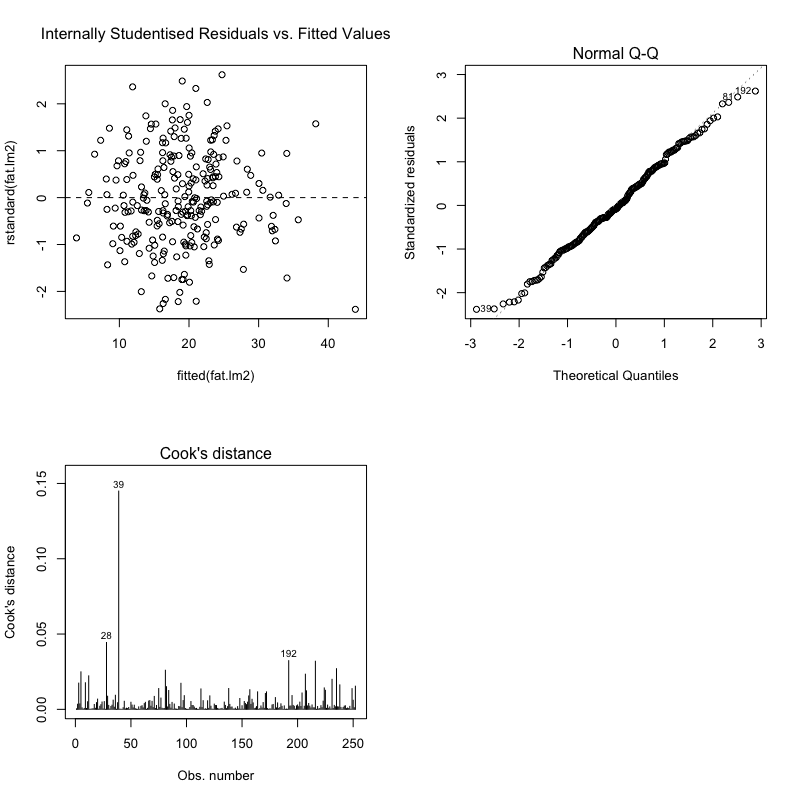 Internally Studentised Residuals vs. Fitted Values
rstandard(fat.lm2)
2
1
0
-1
-2
10 20 30 40
fitted(fat.lm2)
Normal Q-Q
Standardized residuals
3
2
1
0
-1
-2
81 192
39
-3 -2 -1 0 1 2 3
Theoretical Quantiles
Cook's distance
Cook's distance
0.15
0.10
0.05
0.00
39
28
192
0 50 100 150 200 250
Obs. number